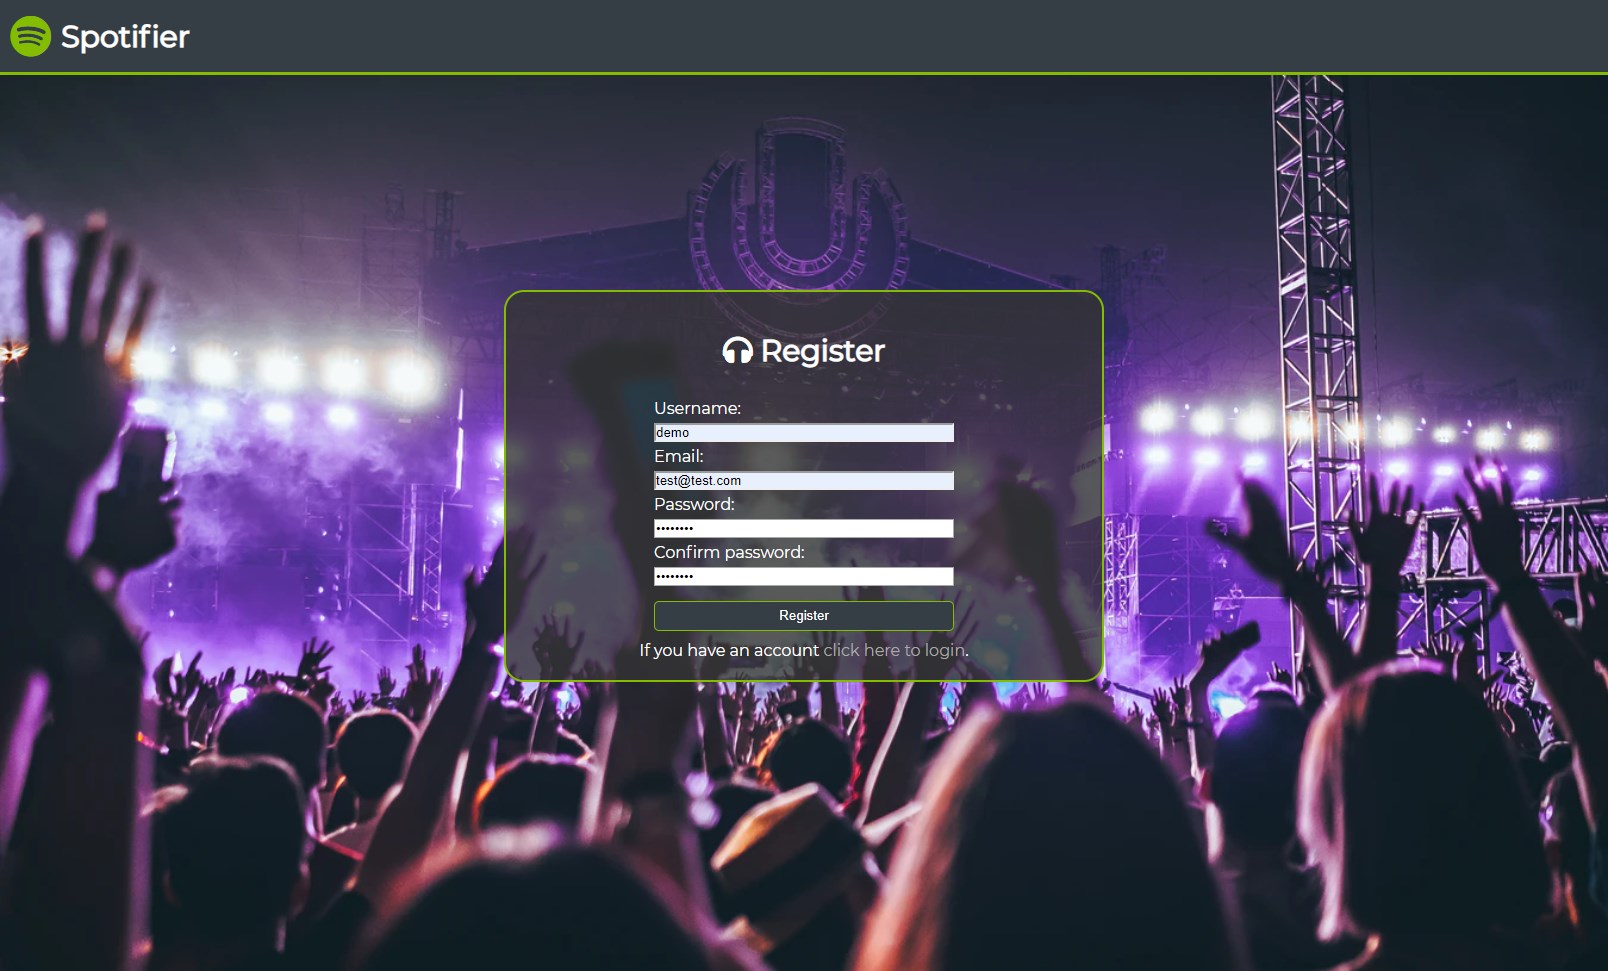 Spotifier
Register
Username:
demo
Email:
test@test.com
Password:
••••••••
Confirm password:
••••••••
Register
If you have an account click here to login.